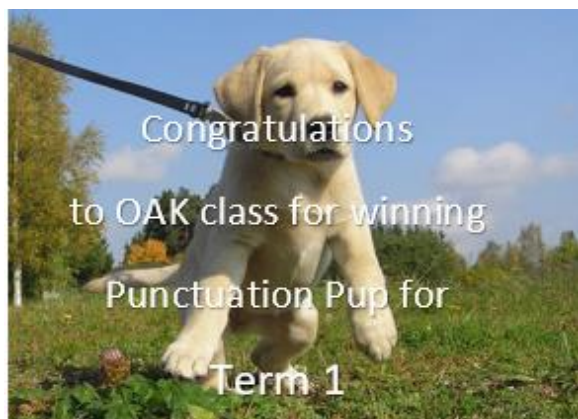 Congratulations
to OAK class for winning
Punctuation Pup for
Term 1